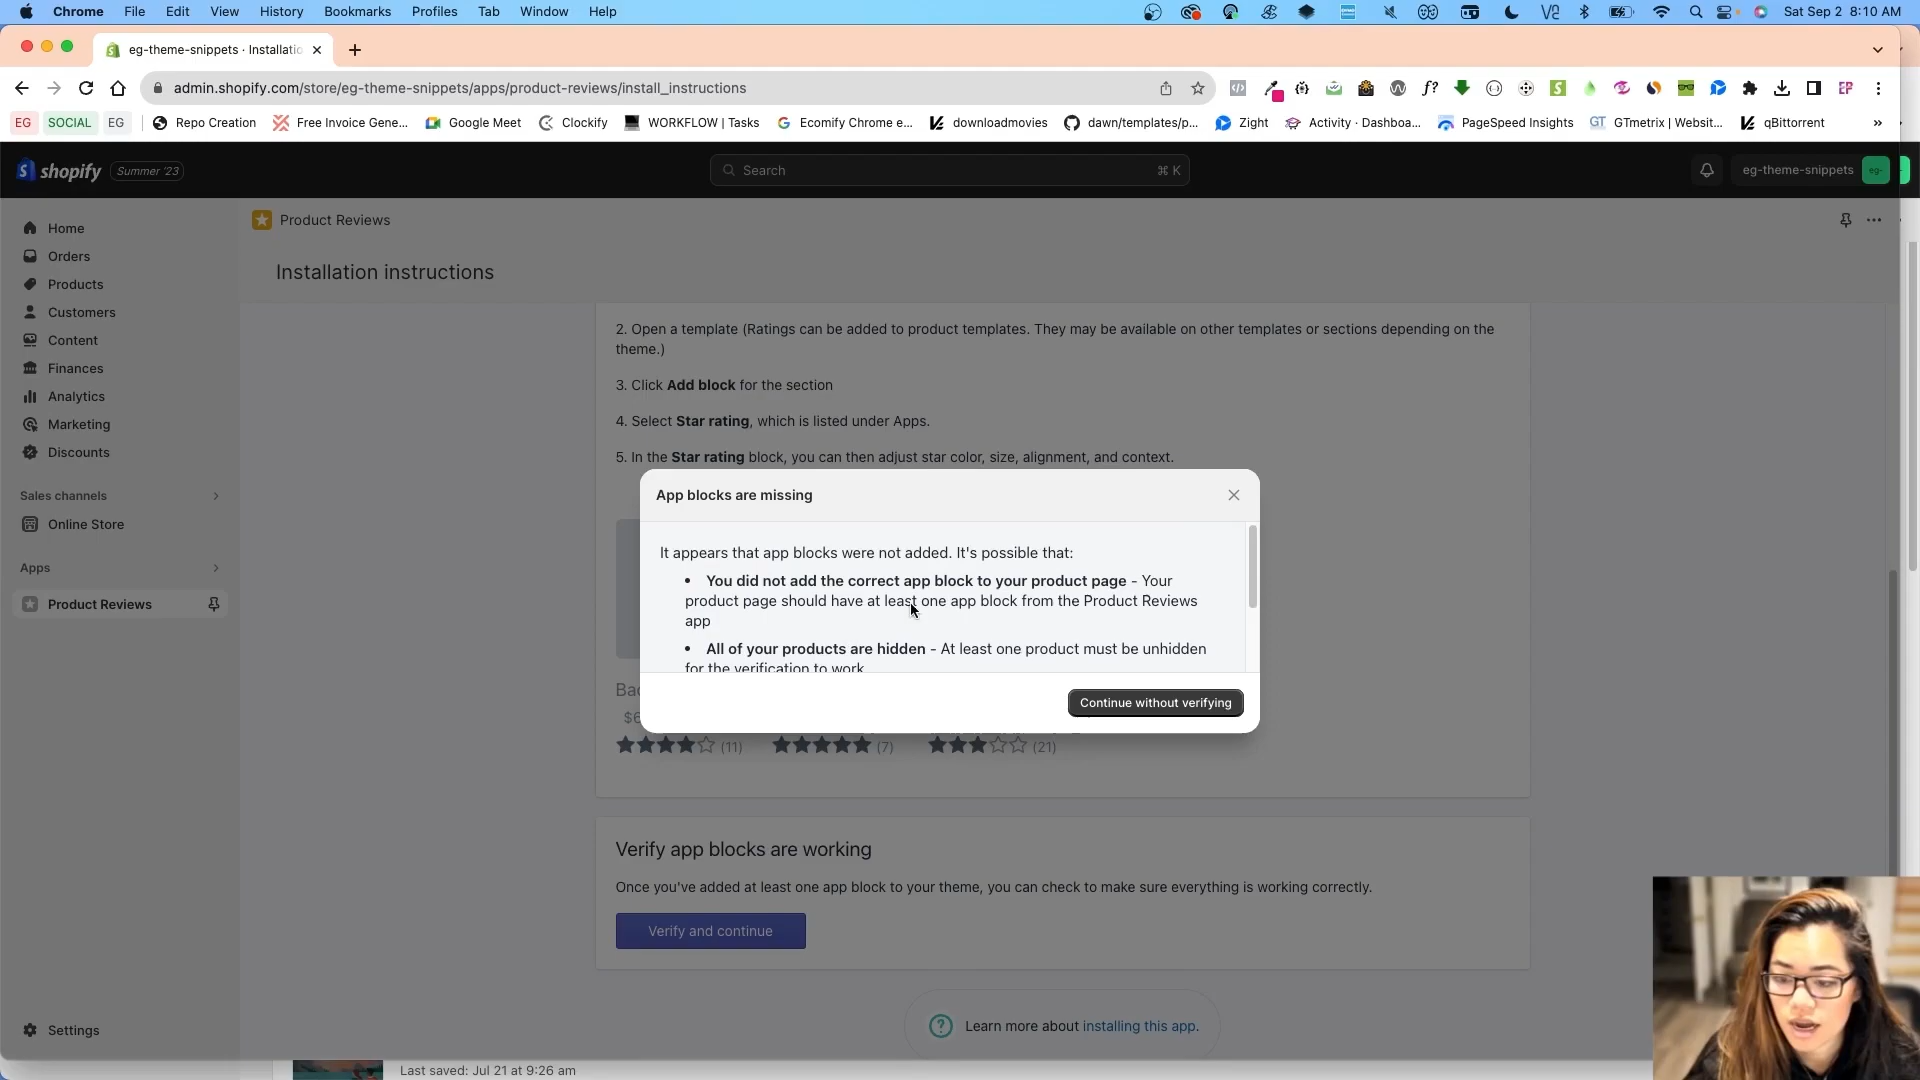 Chrome File Edit View History Bookmarks Profiles Tab Window Help
Sat Sep 2 8:10 AM
eg-theme-snippets · Installatio
admin.shopify.com/store/eg-theme-snippets/apps/product-reviews/install_instructions
EG SOCIAL EG Repo Creation Free Invoice Gene... Google Meet Clockify WORKFLOW | Tasks Ecomify Chrome e... downloadmovies dawn/templates/p... Zight Activity · Dashboa... PageSpeed Insights GTmetrix | Websit... qBittorrent »
shopify Summer '23
Search ⌘ K
eg-theme-snippets eg-
Home
Orders
Products
Customers
Content
Finances
Analytics
Marketing
Discounts
Sales channels
Online Store
Apps
Product Reviews
Settings
Product Reviews
Installation instructions
2. Open a template (Ratings can be added to product templates. They may be available on other templates or sections depending on the
theme.)
3. Click Add block for the section
4. Select Star rating, which is listed under Apps.
5. In the Star rating block, you can then adjust star color, size, alignment, and context.
App blocks are missing
It appears that app blocks were not added. It's possible that:
• You did not add the correct app block to your product page - Your
product page should have at least one app block from the Product Reviews
app
• All of your products are hidden - At least one product must be unhidden
for the verification to work
Continue without verifying
(11) (7) (21)
Verify app blocks are working
Once you've added at least one app block to your theme, you can check to make sure everything is working correctly.
Verify and continue
Learn more about installing this app.
Last saved: Jul 21 at 9:26 am